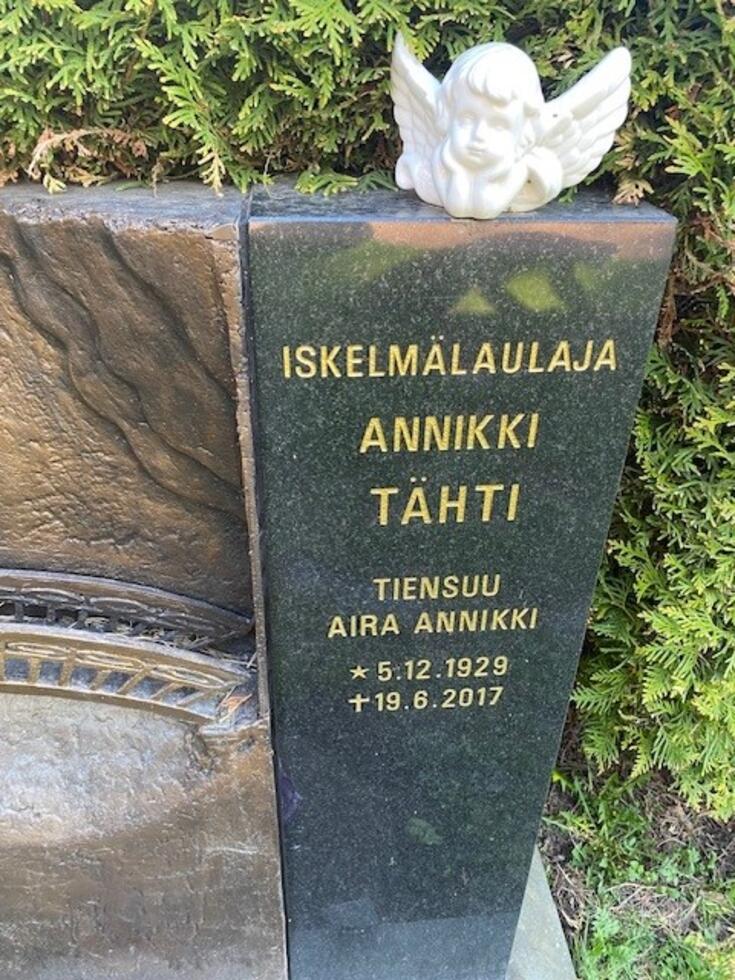 ISKELMÄLAULAJA
ANNIKKI
TÄHTI
TIENSUU
AIRA ANNIKKI
★ 5.12.1929
✝ 19.6.2017